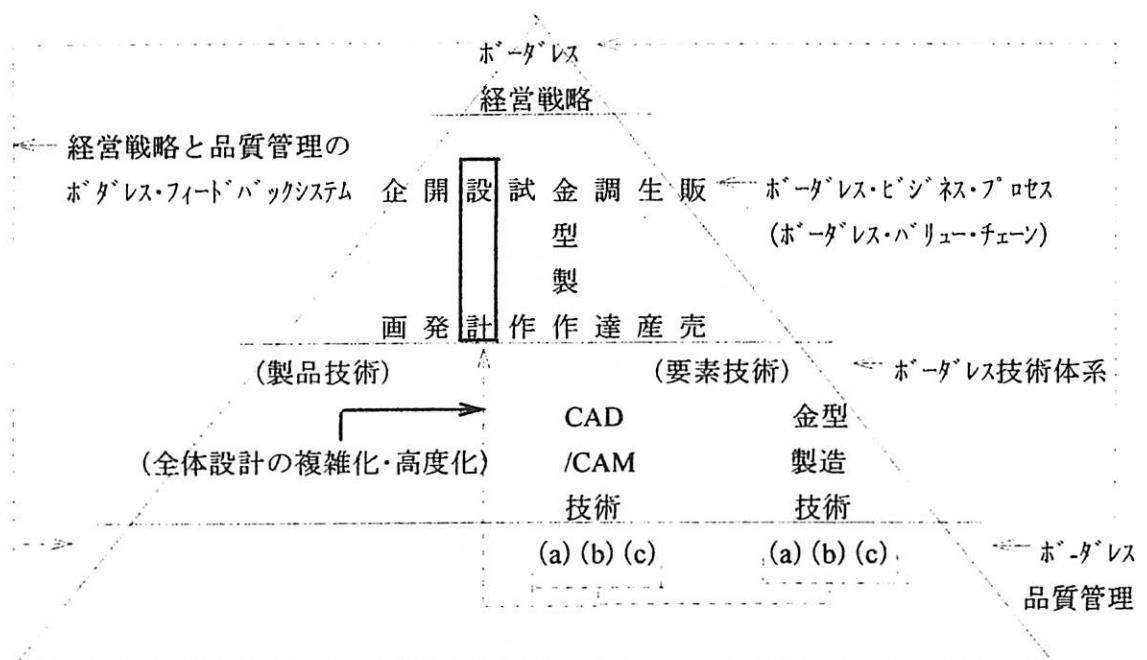 ボーダレス
経営戦略
経営戦略と品質管理の
ボダレス・フィードバックシステム
企 開 設 試 金 調 生 販
型
製
画 発 計 作 作 達 産 売
ボーダレス・ビジネス・プロセス
(ボーダレス・バリュー・チェーン)
(製品技術)
(要素技術)
ボーダレス技術体系
(全体設計の複雑化・高度化)
CAD
/CAM
技術
金型
製造
技術
(a) (b) (c)
(a) (b) (c)
ボ-ダレス
品質管理